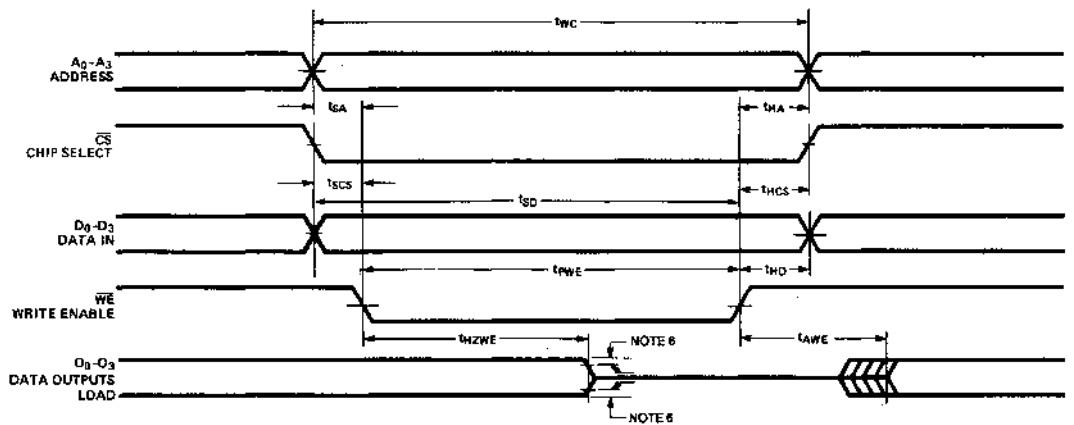 tWC
A0-A3
ADDRESS
tSA
tHA
CS
CHIP SELECT
tSCS
tHCS
tSD
D0-D3
DATA IN
tPWE
tHD
WE
WRITE ENABLE
tHZWE
NOTE 6
tAWE
O0-O3
DATA OUTPUTS
LOAD
NOTE 6